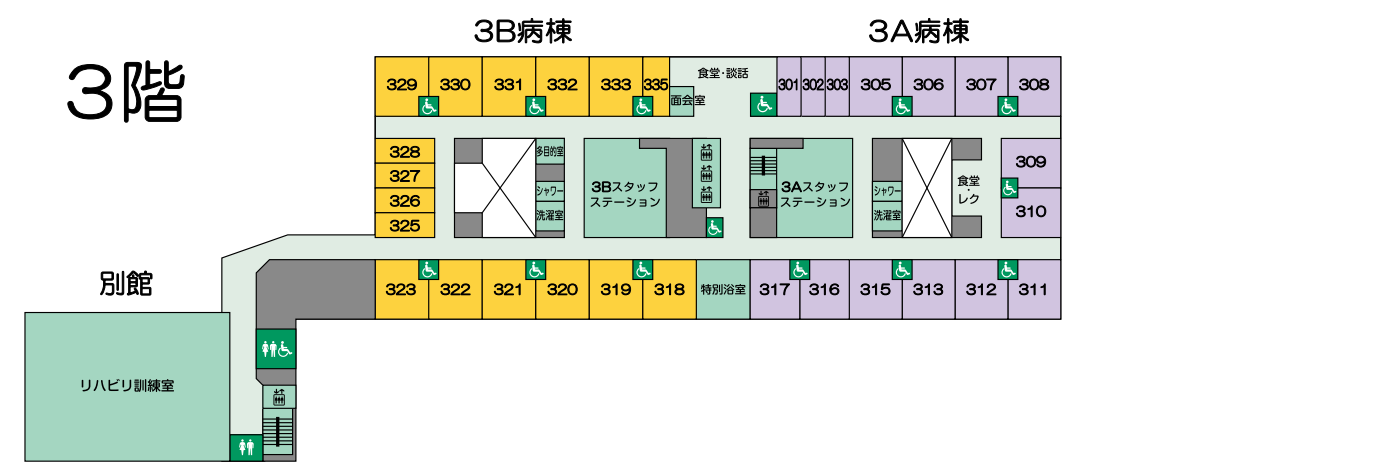 3B病棟
3A病棟
3階
329
330
331
332
333
335
食堂・談話
面会室
301
302
303
305
306
307
308
328
327
326
325
多目的室
シャワー
洗濯室
3Bスタッフ
ステーション
3Aスタッフ
ステーション
シャワー
洗濯室
食堂
・
レク
309
310
323
322
321
320
319
318
特別浴室
317
316
315
313
312
311
別館
リハビリ訓練室